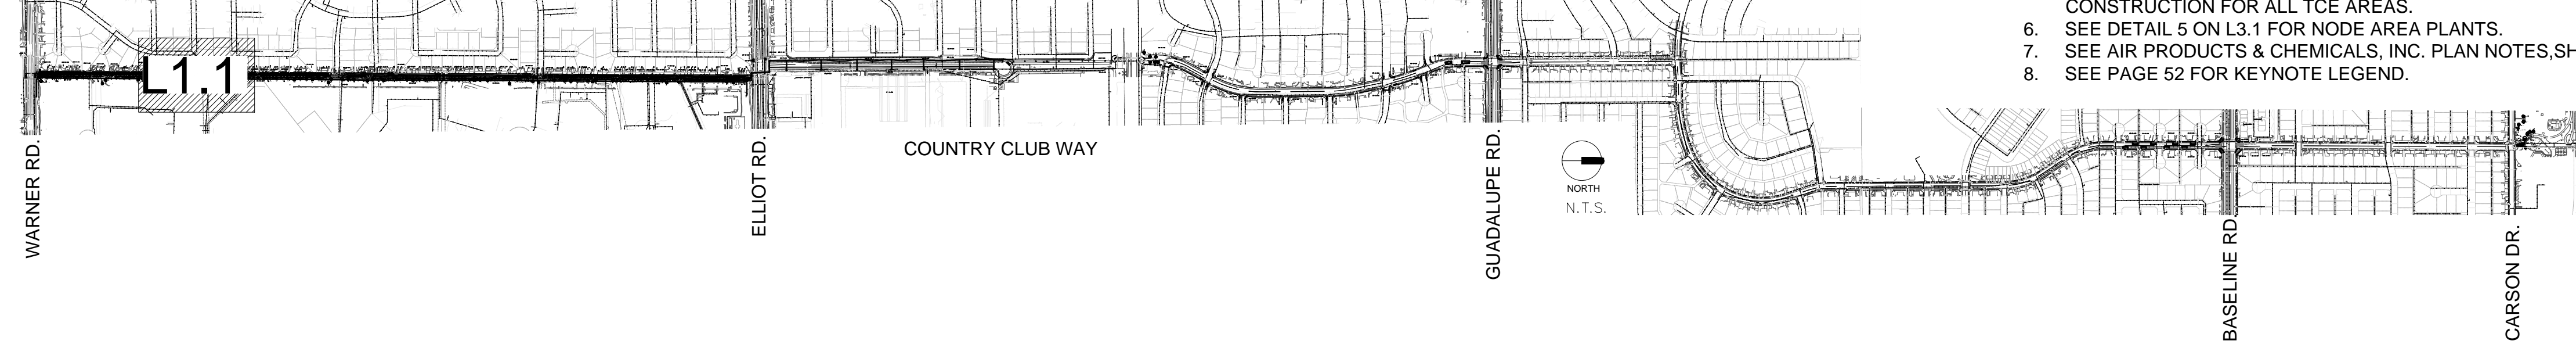 CONSTRUCTION FOR ALL TCE AREAS.
6. SEE DETAIL 5 ON L3.1 FOR NODE AREA PLANTS.
7. SEE AIR PRODUCTS & CHEMICALS, INC. PLAN NOTES,SH
8. SEE PAGE 52 FOR KEYNOTE LEGEND.
L1.1
WARNER RD.
ELLIOT RD.
COUNTRY CLUB WAY
GUADALUPE RD.
NORTH
N.T.S.
BASELINE RD.
CARSON DR.